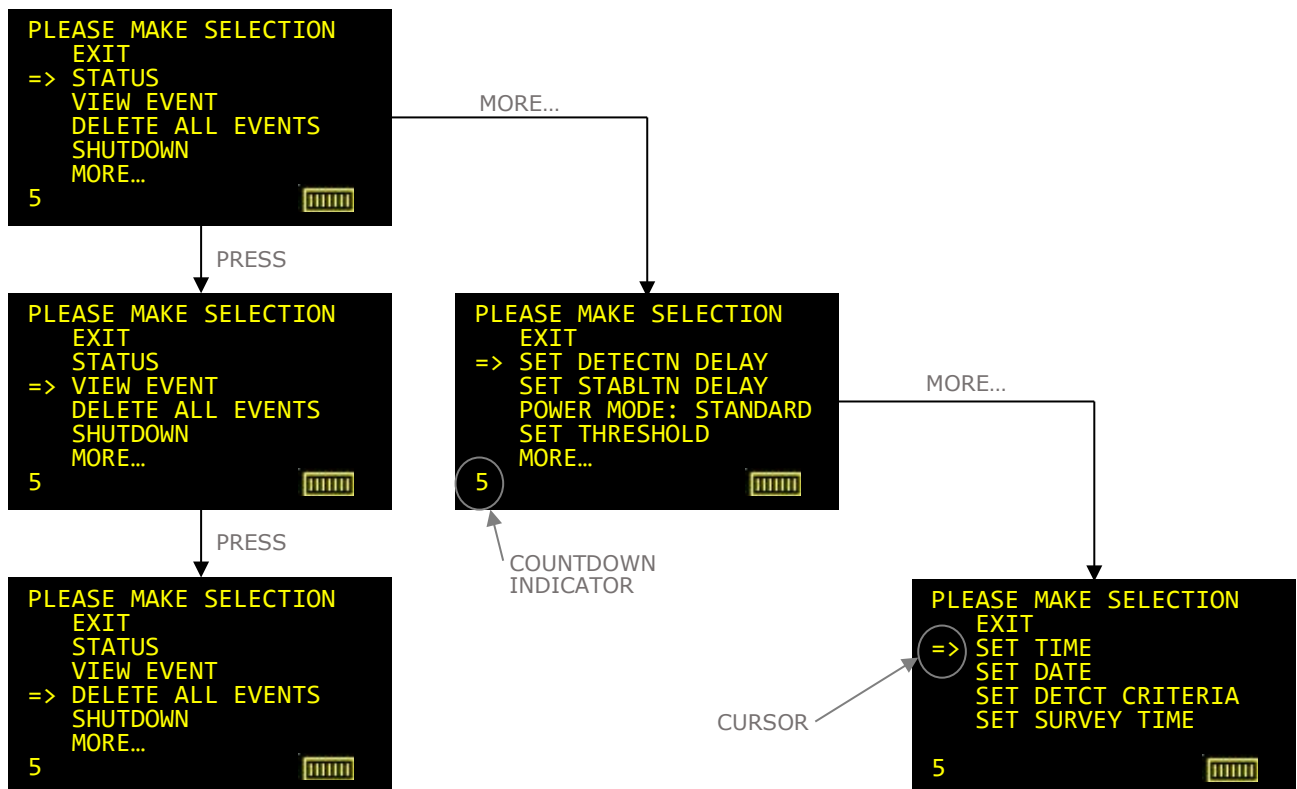 PLEASE MAKE SELECTION
EXIT
=> STATUS
VIEW EVENT
DELETE ALL EVENTS
SHUTDOWN
MORE…
5
MORE…
PRESS
PLEASE MAKE SELECTION
EXIT
STATUS
=> VIEW EVENT
DELETE ALL EVENTS
SHUTDOWN
MORE…
5
PLEASE MAKE SELECTION
EXIT
=> SET DETECTN DELAY
SET STABLTN DELAY
POWER MODE: STANDARD
SET THRESHOLD
MORE…
5
MORE…
PRESS
COUNTDOWN
INDICATOR
PLEASE MAKE SELECTION
EXIT
STATUS
VIEW EVENT
=> DELETE ALL EVENTS
SHUTDOWN
MORE…
5
CURSOR
PLEASE MAKE SELECTION
EXIT
=> SET TIME
SET DATE
SET DETCT CRITERIA
SET SURVEY TIME
5